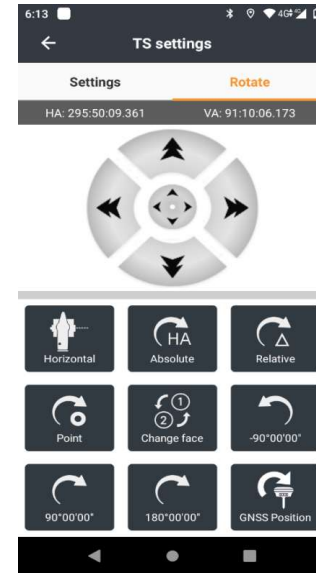 6:13
4G
TS settings
Settings
Rotate
HA: 295:50:09.361
VA: 91:10:06.173
Horizontal
HA
Absolute
Relative
Point
1
2
Change face
-90°00'00"
90°00'00"
180°00'00"
GNSS Position